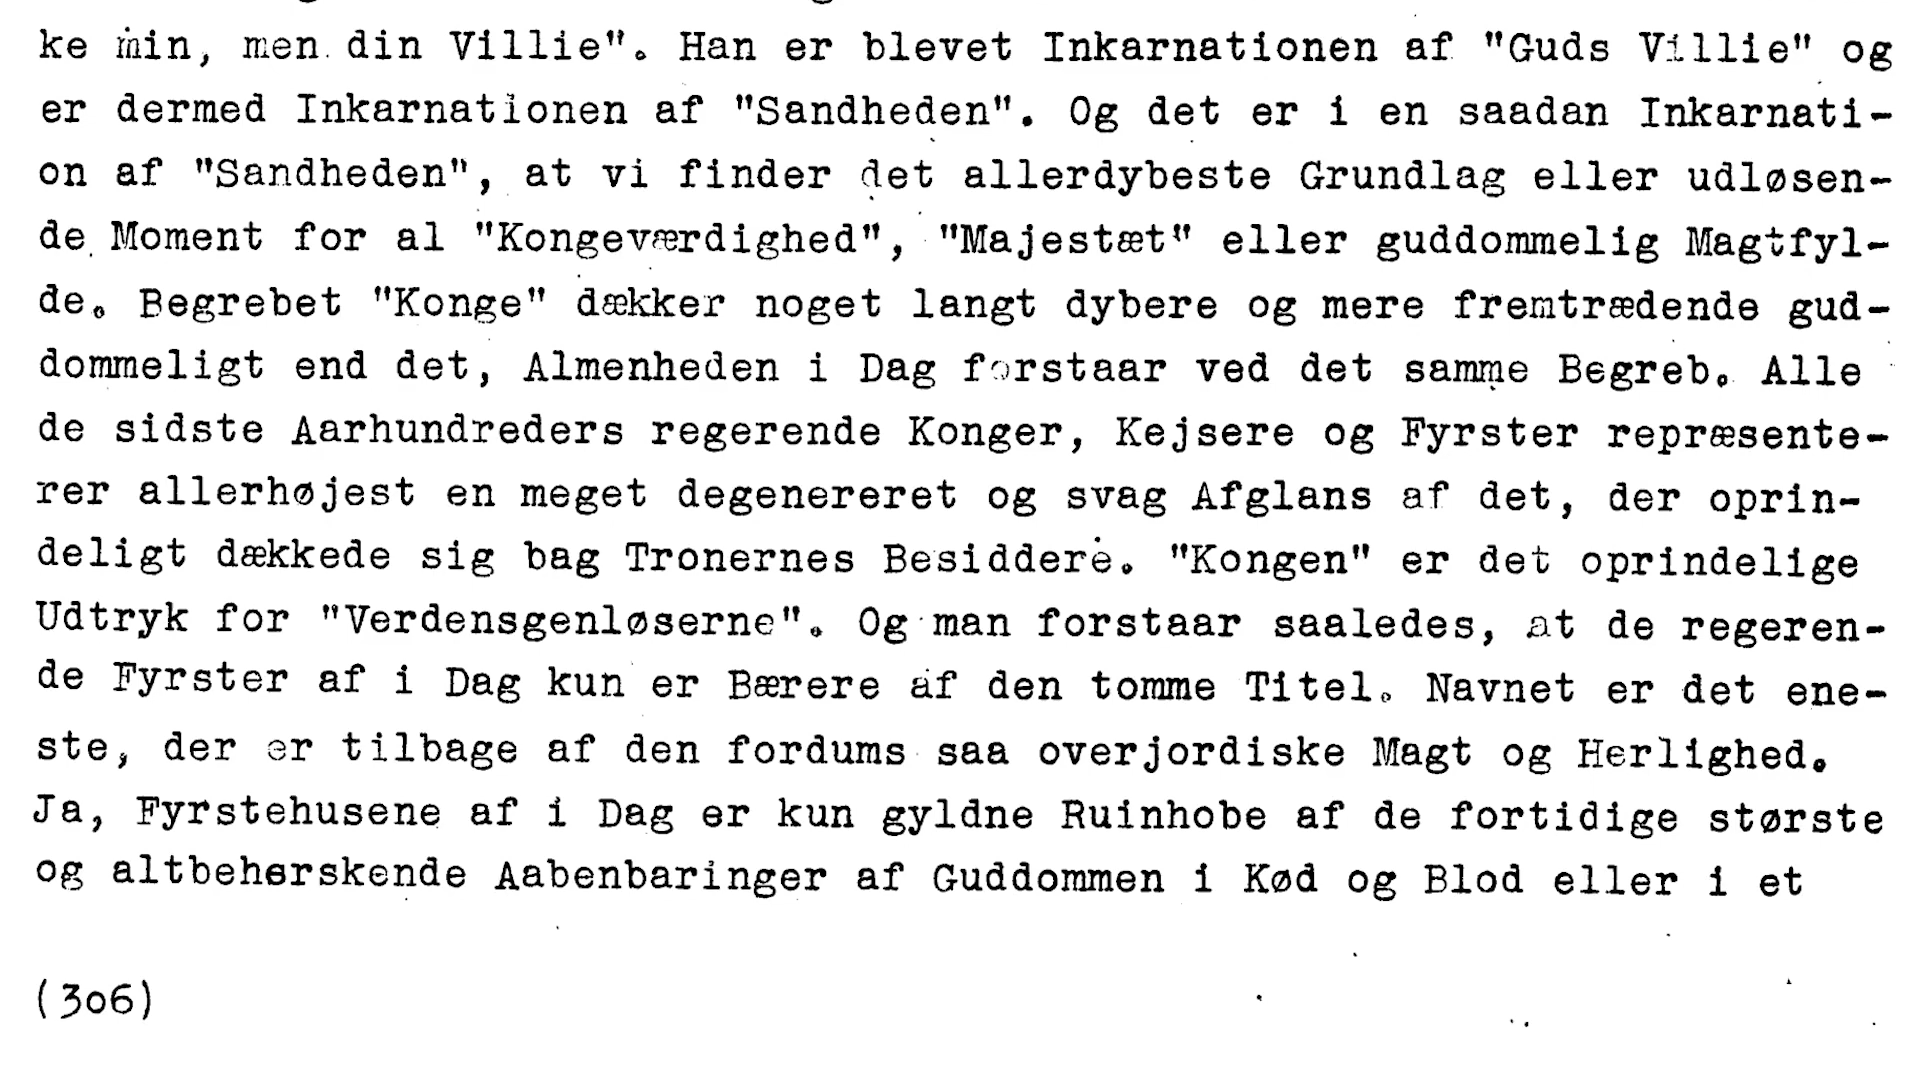 ke min, men din Villie". Han er blevet Inkarnationen af "Guds Villie" og
er dermed Inkarnationen af "Sandheden". Og det er i en saadan Inkarnati-
on af "Sandheden", at vi finder det allerdybeste Grundlag eller udløsen-
de Moment for al "Kongeværdighed", "Majestæt" eller guddommelig Magtfyl-
de. Begrebet "Konge" dækker noget langt dybere og mere fremtrædende gud-
dommeligt end det, Almenheden i Dag forstaar ved det samme Begreb. Alle
de sidste Aarhundreders regerende Konger, Kejsere og Fyrster repræsente-
rer allerhøjest en meget degenereret og svag Afglans af det, der oprin-
deligt dækkede sig bag Tronernes Besiddere. "Kongen" er det oprindelige
Udtryk for "Verdensgenløserne". Og man forstaar saaledes, at de regeren-
de Fyrster af i Dag kun er Bærere af den tomme Titel. Navnet er det ene-
ste, der er tilbage af den fordums saa overjordiske Magt og Herlighed.
Ja, Fyrstehusene af i Dag er kun gyldne Ruinhobe af de fortidige største
og altbeherskende Aabenbaringer af Guddommen i Kød og Blod eller i et
(306)